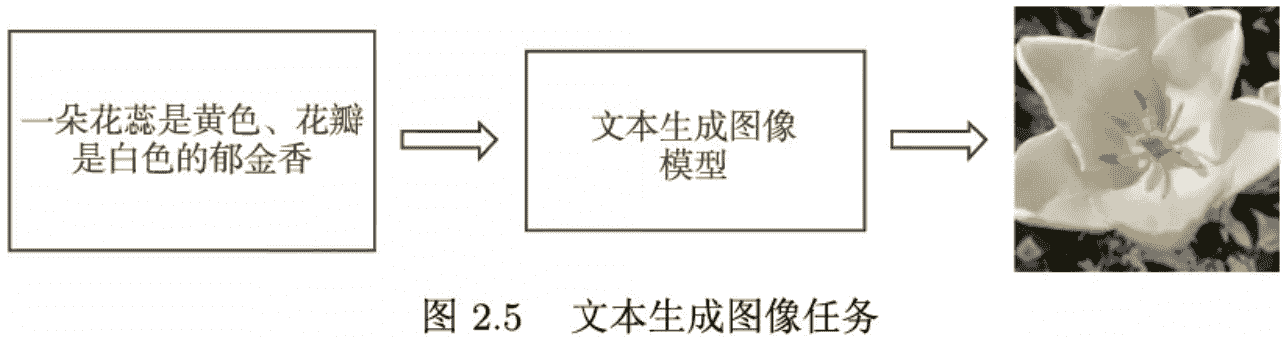 一朵花蕊是黄色、花瓣
是白色的郁金香
文本生成图像
模型
图 2.5 文本生成图像任务